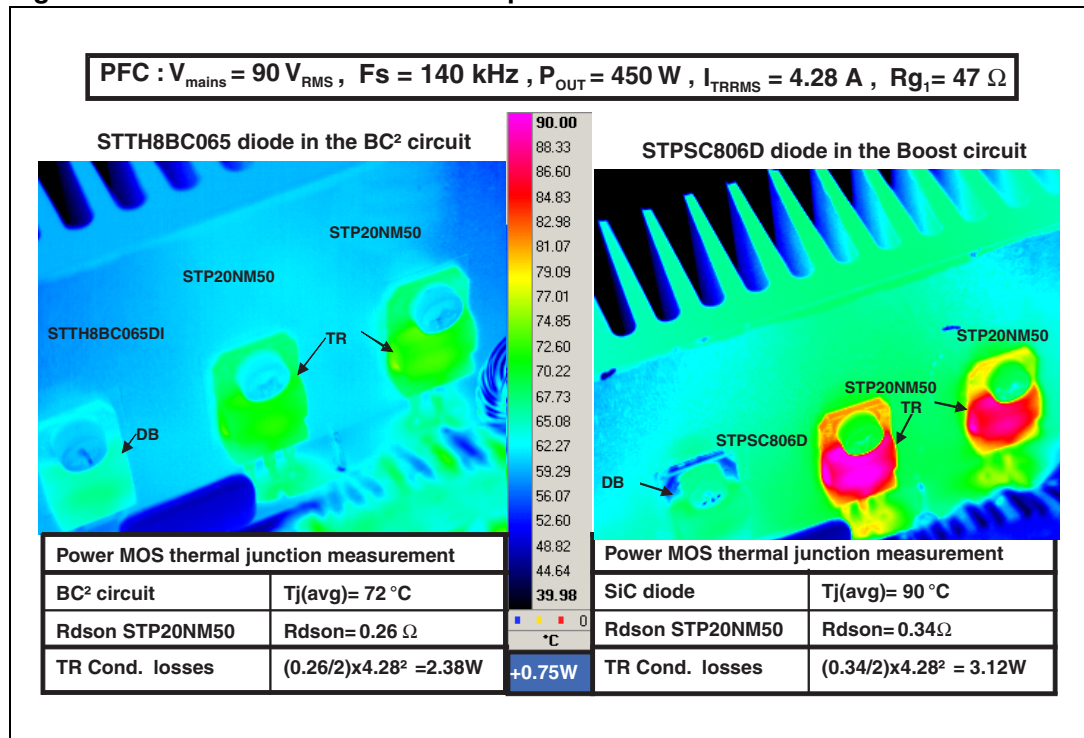 PFC : Vmains = 90 VRMS , Fs = 140 kHz , POUT = 450 W , ITRRMS = 4.28 A , Rg1= 47 Ω
STTH8BC065 diode in the BC² circuit
STP20NM50
STP20NM50
STTH8BC065DI
TR
DB
90.00
88.33
86.60
84.83
82.98
81.07
79.09
77.01
74.85
72.60
70.22
67.73
65.08
62.27
59.29
56.07
52.60
48.82
44.64
39.98
0
°C
+0.75W
STPSC806D diode in the Boost circuit
STP20NM50
STP20NM50
TR
STPSC806D
DB
Power MOS thermal junction measurement
BC² circuit Tj(avg)= 72 °C
Rdson STP20NM50 Rdson= 0.26 Ω
TR Cond. losses (0.26/2)x4.28² =2.38W
Power MOS thermal junction measurement
SiC diode Tj(avg)= 90 °C
Rdson STP20NM50 Rdson= 0.34Ω
TR Cond. losses (0.34/2)x4.28² = 3.12W